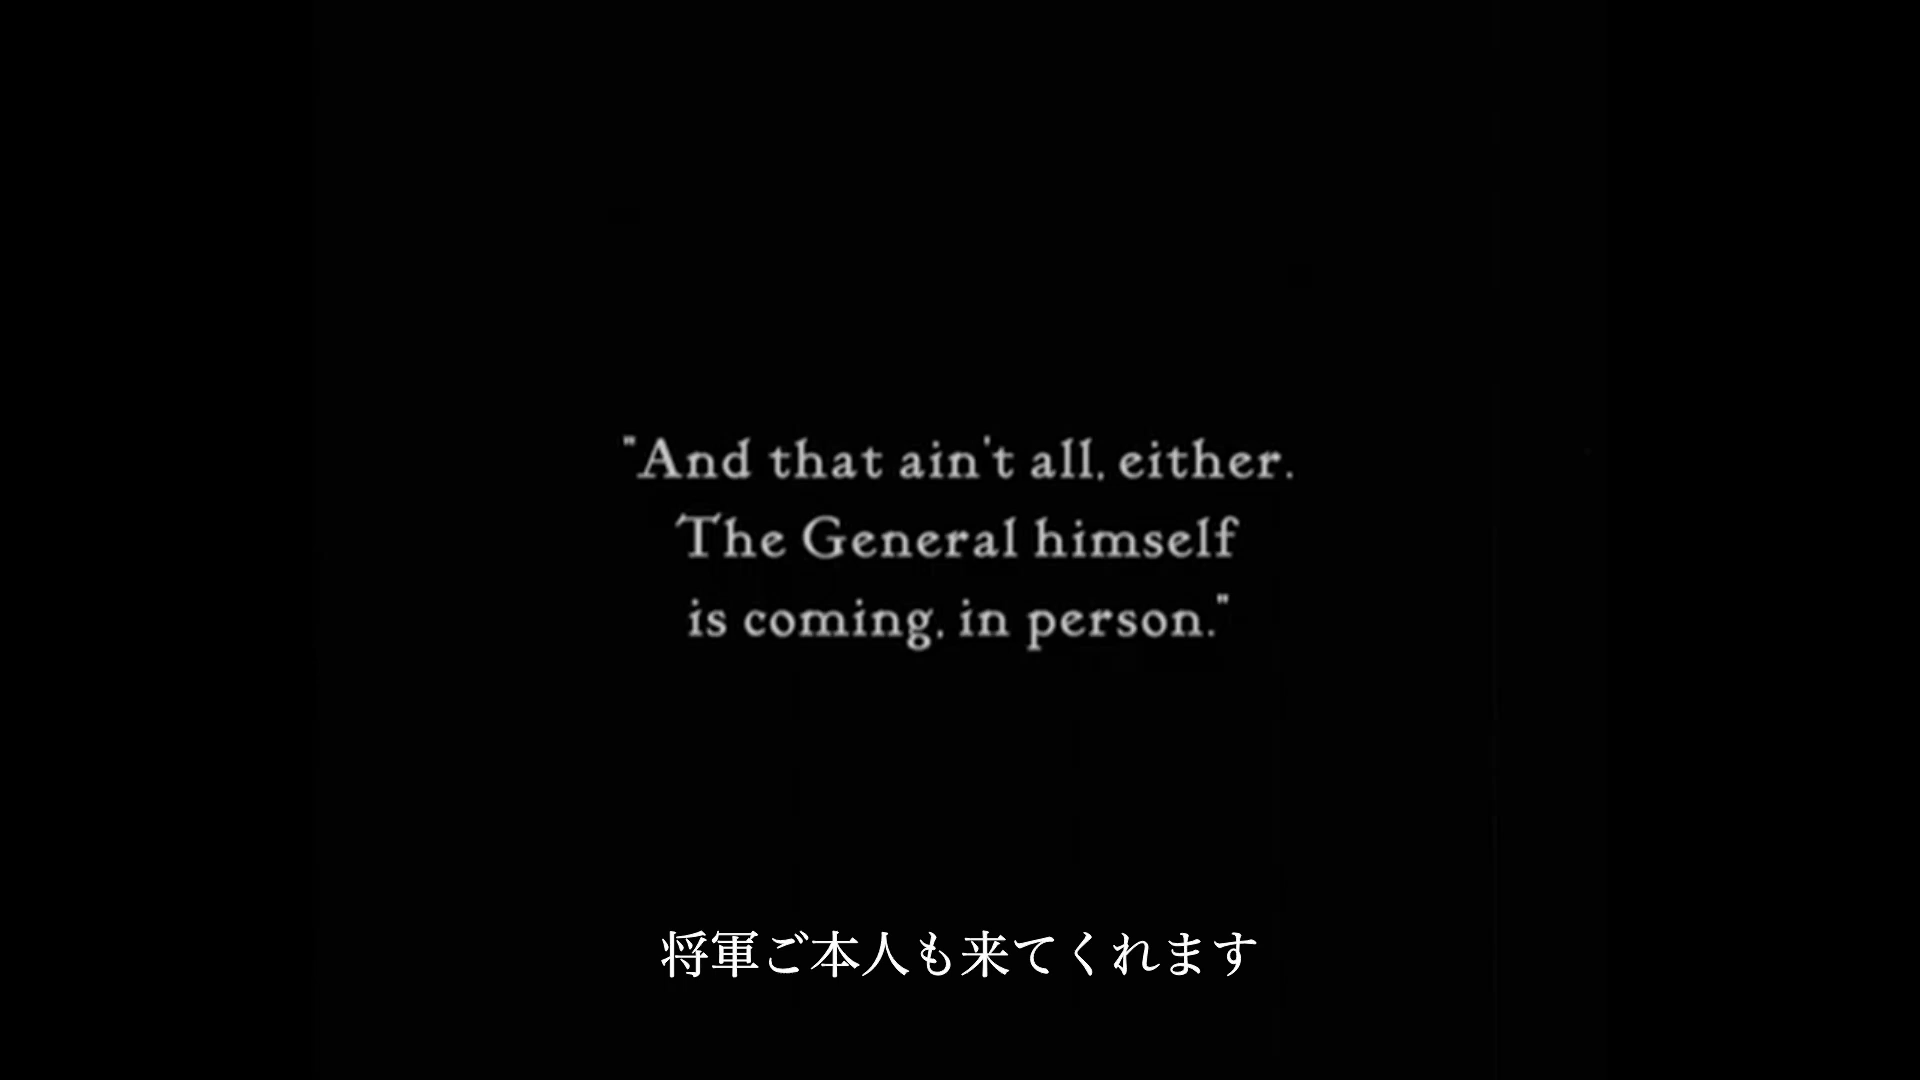 "And that ain't all, either.
The General himself
is coming, in person."
将軍ご本人も来てくれます